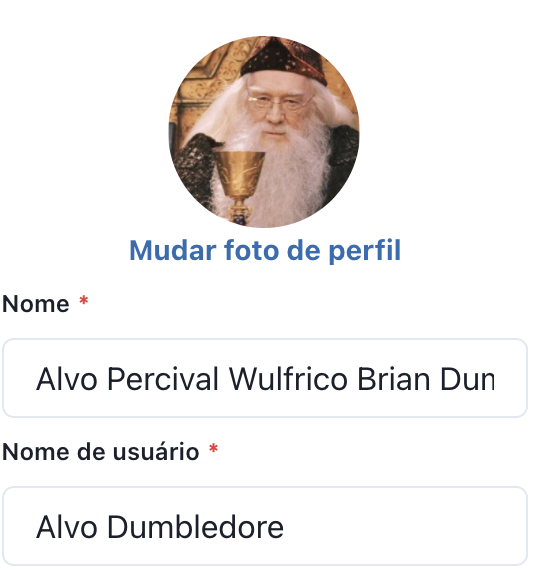 Mudar foto de perfil
Nome *
Alvo Percival Wulfrico Brian Dun
Nome de usuário *
Alvo Dumbledore